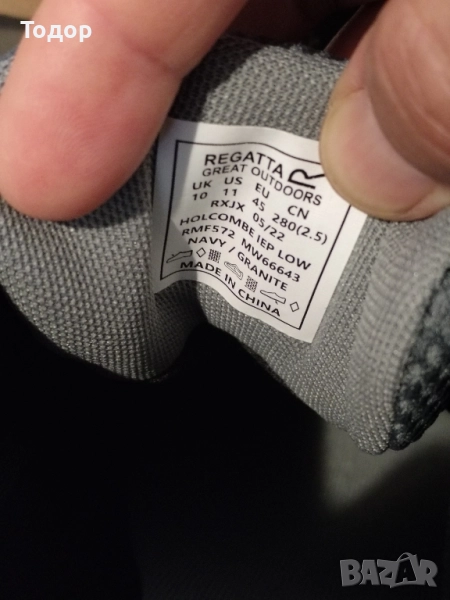 Тодор
REGATTA R
GREAT OUTDOORS
UK US EU CN
10 11 45 280(2.5)
RXJX 05/22
HOLCOMBE IEP LOW
RMF572 MW66643
NAVY / GRANITE
MADE IN CHINA
BAZAR